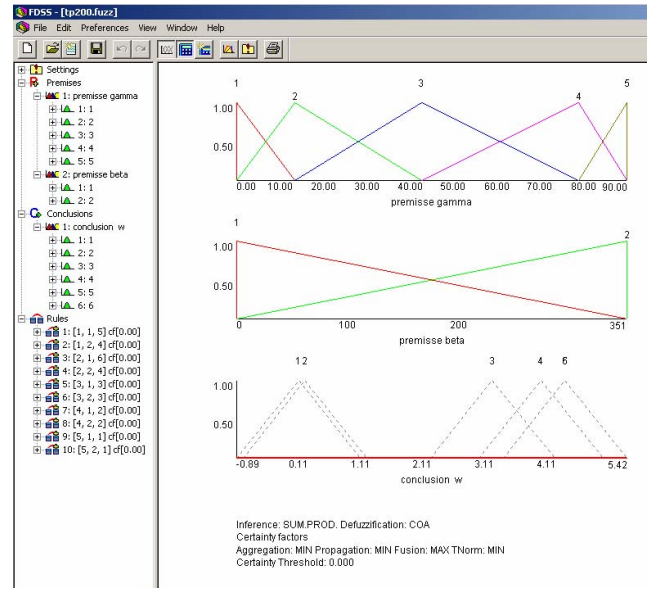 FDSS - [tp200.fuzz]
File Edit Preferences View Window Help
Settings
Premises
1: premisse gamma
1: 1
2: 2
3: 3
4: 4
5: 5
2: premisse beta
1: 1
2: 2
Conclusions
1: conclusion w
1: 1
2: 2
3: 3
4: 4
5: 5
6: 6
Rules
1: [1, 1, 5] cf[0.00]
2: [1, 2, 4] cf[0.00]
3: [2, 1, 6] cf[0.00]
4: [2, 2, 4] cf[0.00]
5: [3, 1, 3] cf[0.00]
6: [3, 2, 3] cf[0.00]
7: [4, 1, 2] cf[0.00]
8: [4, 2, 2] cf[0.00]
9: [5, 1, 1] cf[0.00]
10: [5, 2, 1] cf[0.00]
1 2 3 4 5
1.00
0.50
0.00 10.00 20.00 30.00 40.00 50.00 60.00 70.00 80.00 90.00
premisse gamma
1 2
1.00
0.50
0 100 200 351
premisse beta
1 2 3 4
1.00
0.50
-0.89 0.11 1.11 2.11 3.11 4.11 5.42
conclusion w
Inference: SUM.PROD. Defuzzification: COA
Certainty factors
Aggregation: MIN Propagation: MIN Fusion: MAX TNorm: MIN
Certainty Threshold: 0.000